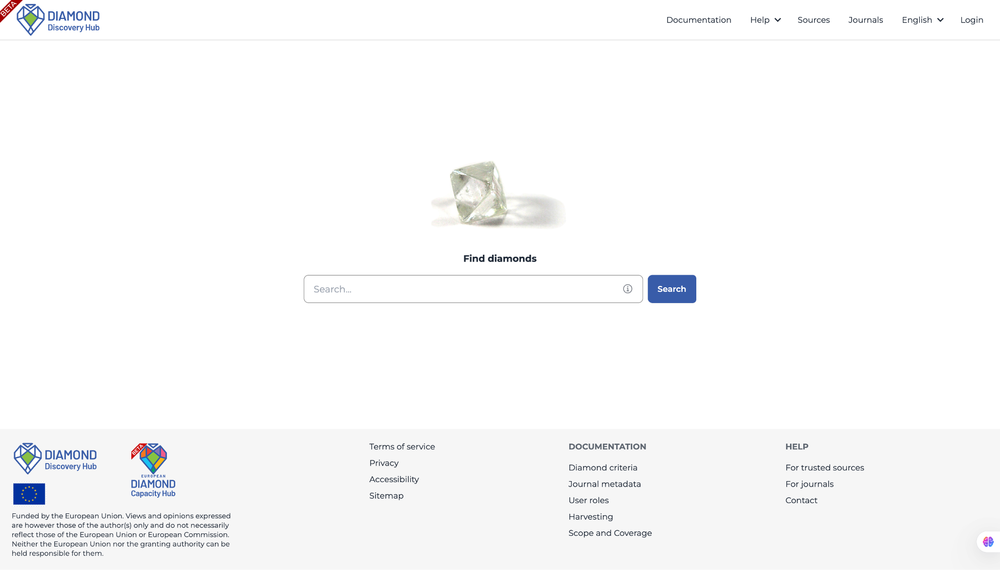 BETA
DIAMOND
Discovery Hub
Documentation
Help
Sources
Journals
English
Login
Find diamonds
Search...
Search
DIAMOND
Discovery Hub
BETA
EUROPEAN
DIAMOND
Capacity Hub
Funded by the European Union. Views and opinions expressed
are however those of the author(s) only and do not necessarily
reflect those of the European Union or European Commission.
Neither the European Union nor the granting authority can be
held responsible for them.
Terms of service
Privacy
Accessibility
Sitemap
DOCUMENTATION
Diamond criteria
Journal metadata
User roles
Harvesting
Scope and Coverage
HELP
For trusted sources
For journals
Contact